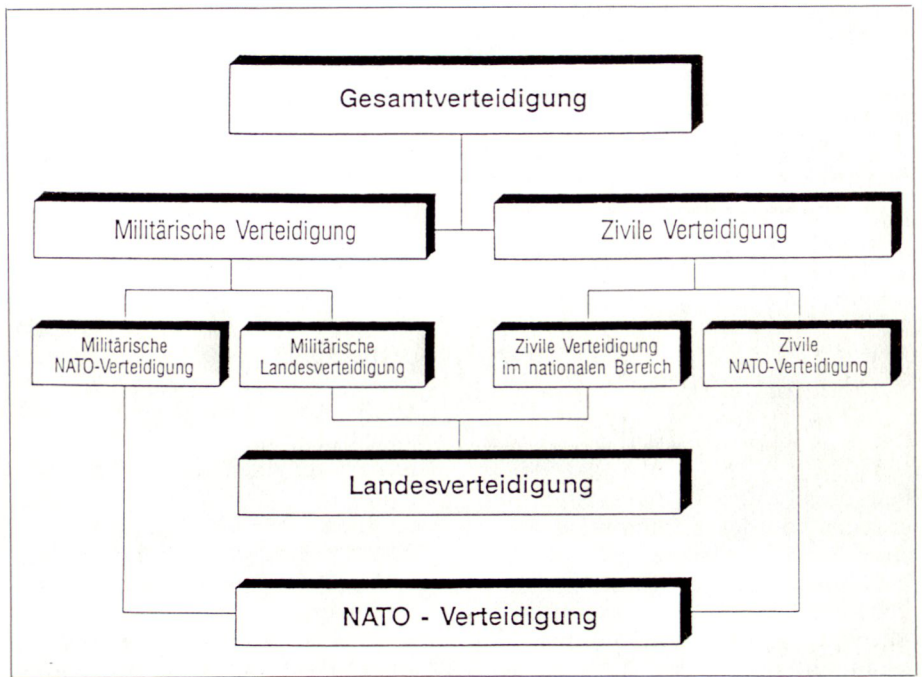 Gesamtverteidigung
Militärische Verteidigung
Zivile Verteidigung
Militärische
NATO-Verteidigung
Militärische
Landesverteidigung
Zivile Verteidigung
im nationalen Bereich
Zivile
NATO-Verteidigung
Landesverteidigung
NATO - Verteidigung